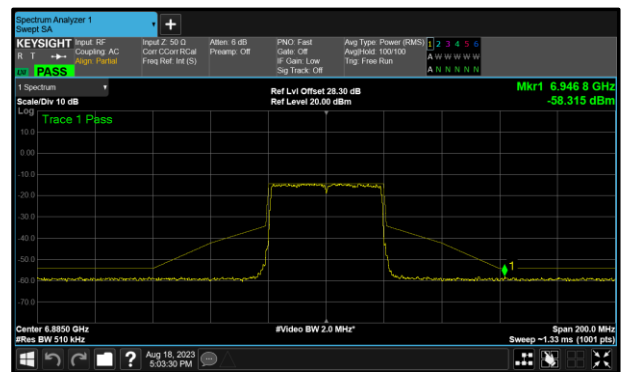 Spectrum Analyzer 1
Swept SA
+
KEYSIGHT Input: RF Input Z: 50 Ω Atten: 6 dB PNO: Fast Avg Type: Power (RMS) 1 2 3 4 5 6
R T Coupling: AC Corr CCorr RCal Preamp: Off Gate: Off Avg|Hold: 100/100 A W W W W W
Align: Partial Freq Ref: Int (S) IF Gain: Low Trig: Free Run
PASS Sig Track: Off A N N N N N
1 Spectrum Ref Lvl Offset 28.30 dB Mkr1 6.946 8 GHz
Scale/Div 10 dB Ref Level 20.00 dBm -58.315 dBm
Log Trace 1 Pass
10.0
0.00
-10.0
-20.0
-30.0
-40.0
-50.0
1
-60.0
-70.0
Center 6.8850 GHz #Video BW 2.0 MHz* Span 200.0 MHz
#Res BW 510 kHz Sweep ~1.33 ms (1001 pts)
? Aug 18, 2023
5:03:30 PM